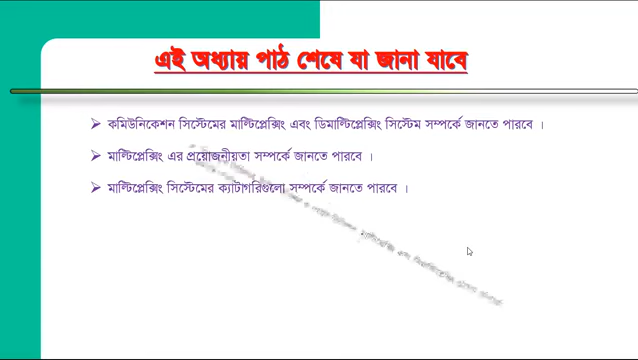 এই অধ্যায় পাঠ শেষে যা জানা যাবে
কমিউনিকেশন সিস্টেমের মাল্টিপ্লেক্সিং এবং ডিমাল্টিপ্লেক্সিং সিস্টেম সম্পর্কে জানতে পারবে ।
মাল্টিপ্লেক্সিং এর প্রয়োজনীয়তা সম্পর্কে জানতে পারবে ।
মাল্টিপ্লেক্সিং সিস্টেমের ক্যাটাগরিগুলো সম্পর্কে জানতে পারবে ।